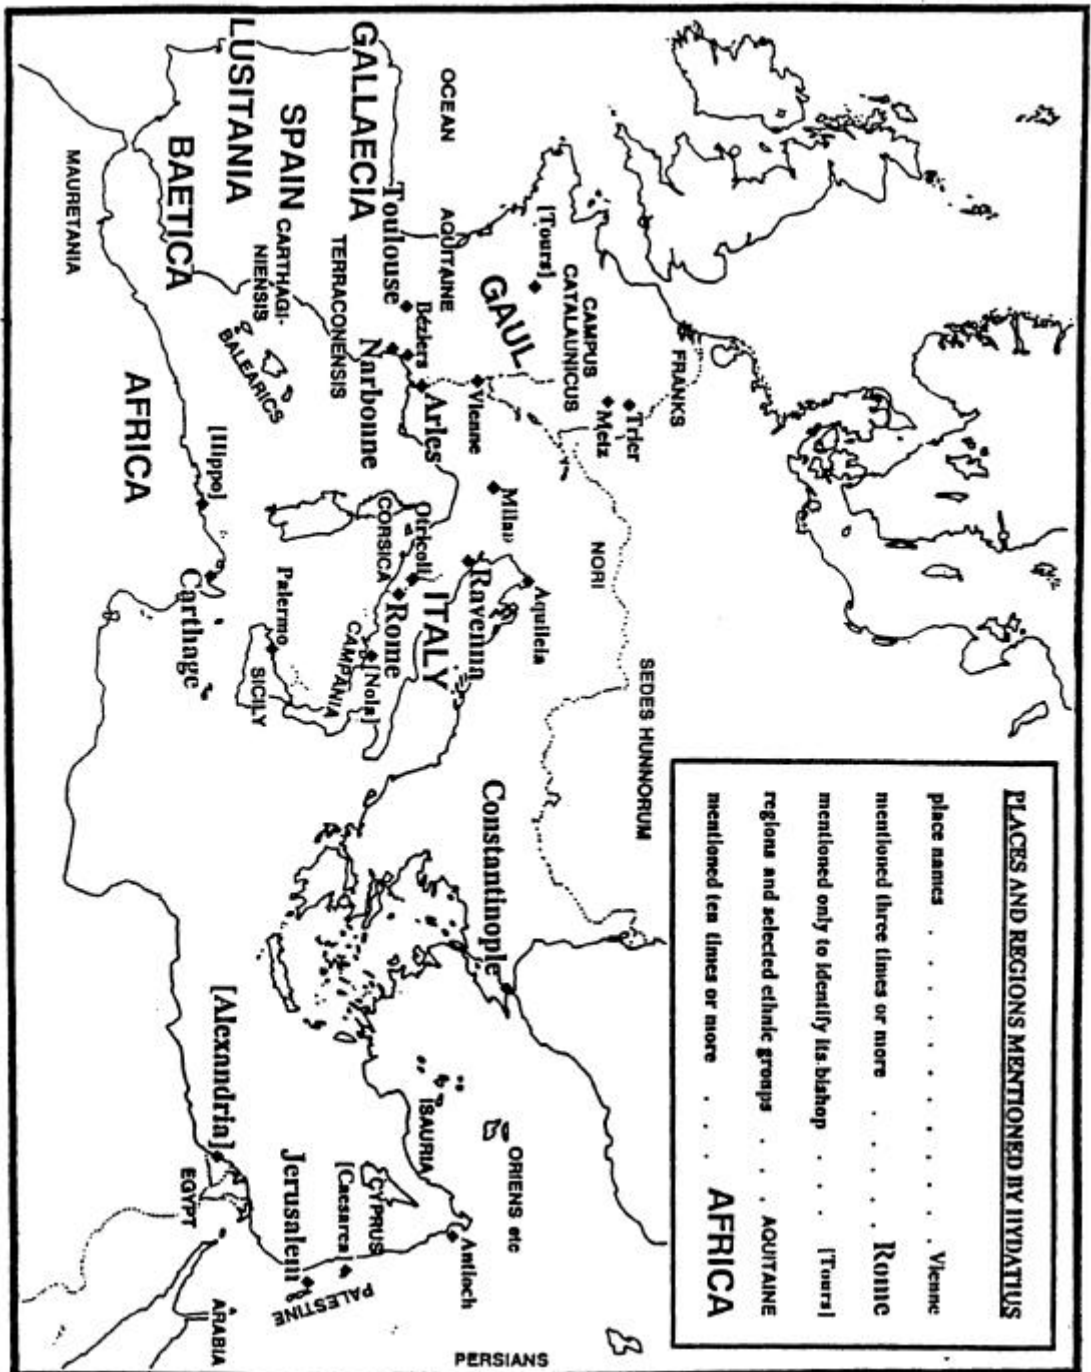 PLACES AND REGIONS MENTIONED BY HYDATIUS
place names . . . . . . . . . . Vienne
mentioned three times or more . . . . . Rome
mentioned only to identify its bishop . . . [Tours]
regions and selected ethnic groups . . . AQUITAINE
mentioned ten times or more . . . AFRICA
FRANKS
[Tours]
CAMPUS
CATALAUNICUS
Trier
Metz
GAUL
OCEAN
AQUITAINE
Vienne
NORI
SEDES HUNNORUM
Milan
Aquileia
GALLAECIA
Toulouse
Béziers
Arles
Narbonne
TERRACONENSIS
Ravenna
ITALY
Otricoli
CORSICA
Rome
[Nola]
CAMPANIA
Constantinople
ORIENS etc
ISAURIA
Antioch
PERSIANS
SPAIN
CARTHAGI-
NIENSIS
LUSITANIA
BAETICA
BALEARICS
MAURETANIA
AFRICA
[Hippo]
Carthage
Palermo
SICILY
CYPRUS
[Caesarea]
Jerusalem
PALESTINE
[Alexandria]
EGYPT
ARABIA